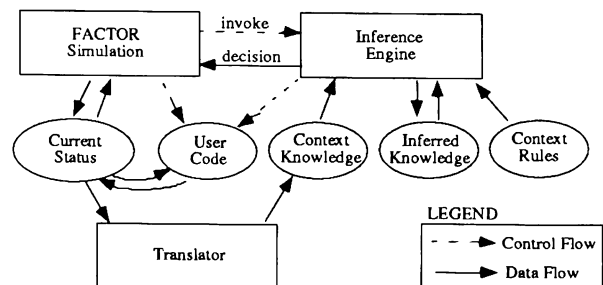 FACTOR
Simulation
invoke
decision
Inference
Engine
Current
Status
User
Code
Context
Knowledge
Inferred
Knowledge
Context
Rules
Translator
LEGEND
Control Flow
Data Flow